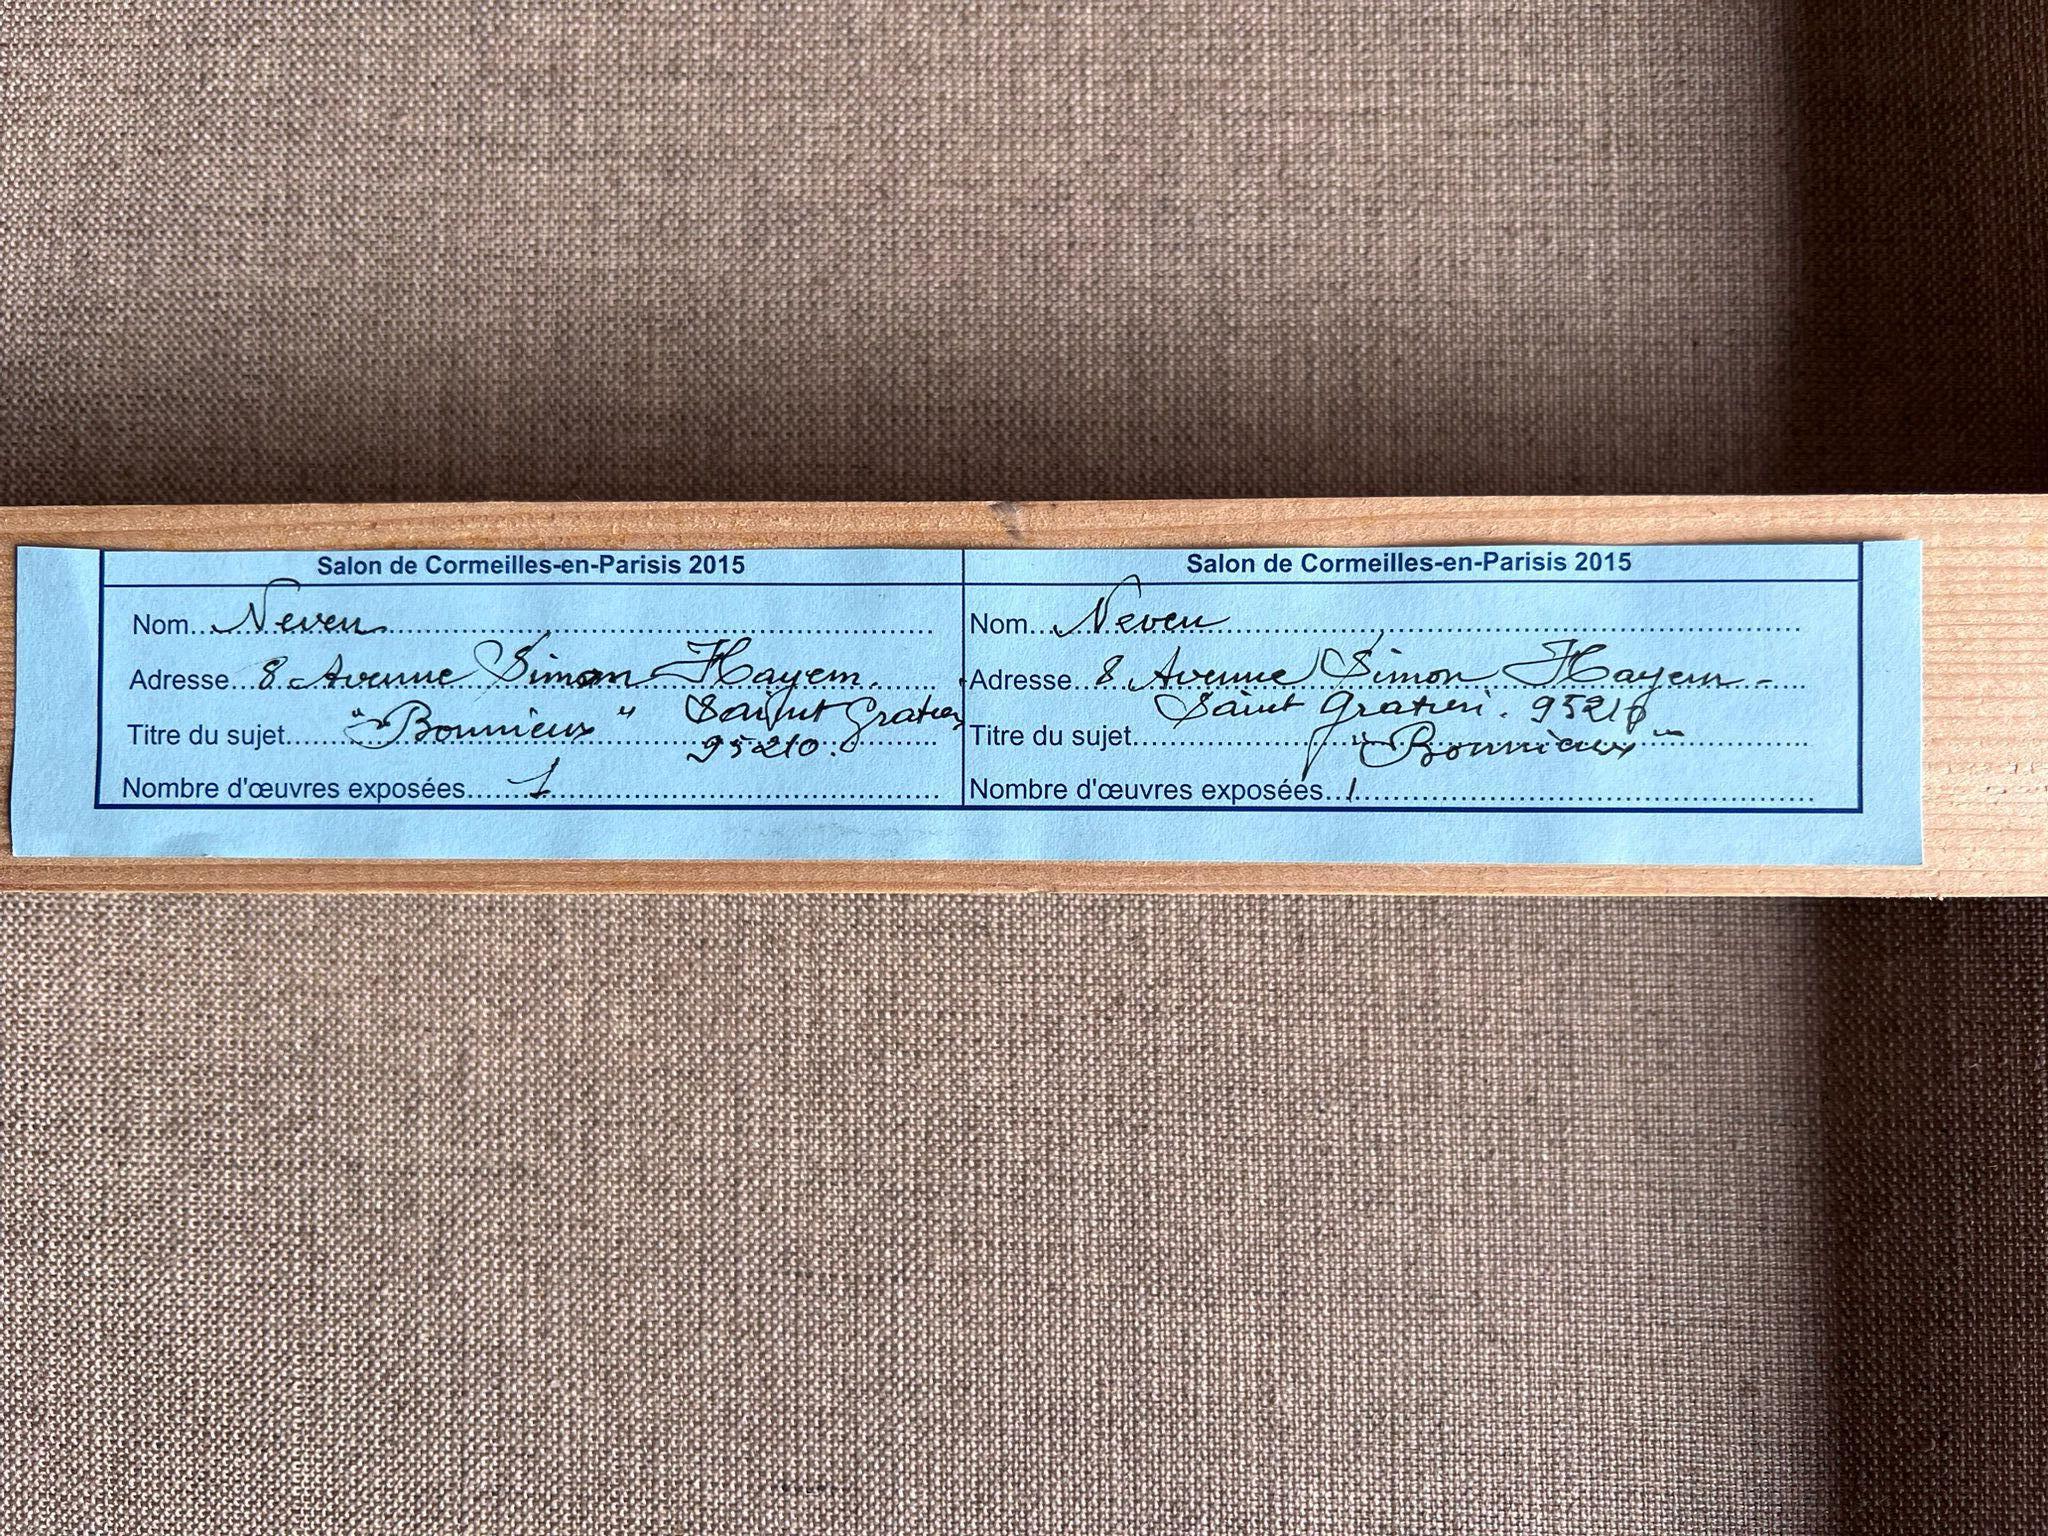 Salon de Cormeilles-en-Parisis 2015
Nom... Neveu
Adresse... 8 Avenue Simon Hayem.
Saint Gratien
Titre du sujet... "Bonnieux"
95210.
Nombre d'œuvres exposées... 1
Salon de Cormeilles-en-Parisis 2015
Nom... Neveu
Adresse... 8 Avenue Simon Hayem -
Saint Gratien. 95210
Titre du sujet... "Bonnieux"
Nombre d'œuvres exposées... 1